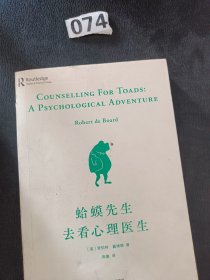 074
Routledge
COUNSELLING FOR TOADS:
A PSYCHOLOGICAL ADVENTURE
Robert de Board
蛤蟆先生
去看心理医生